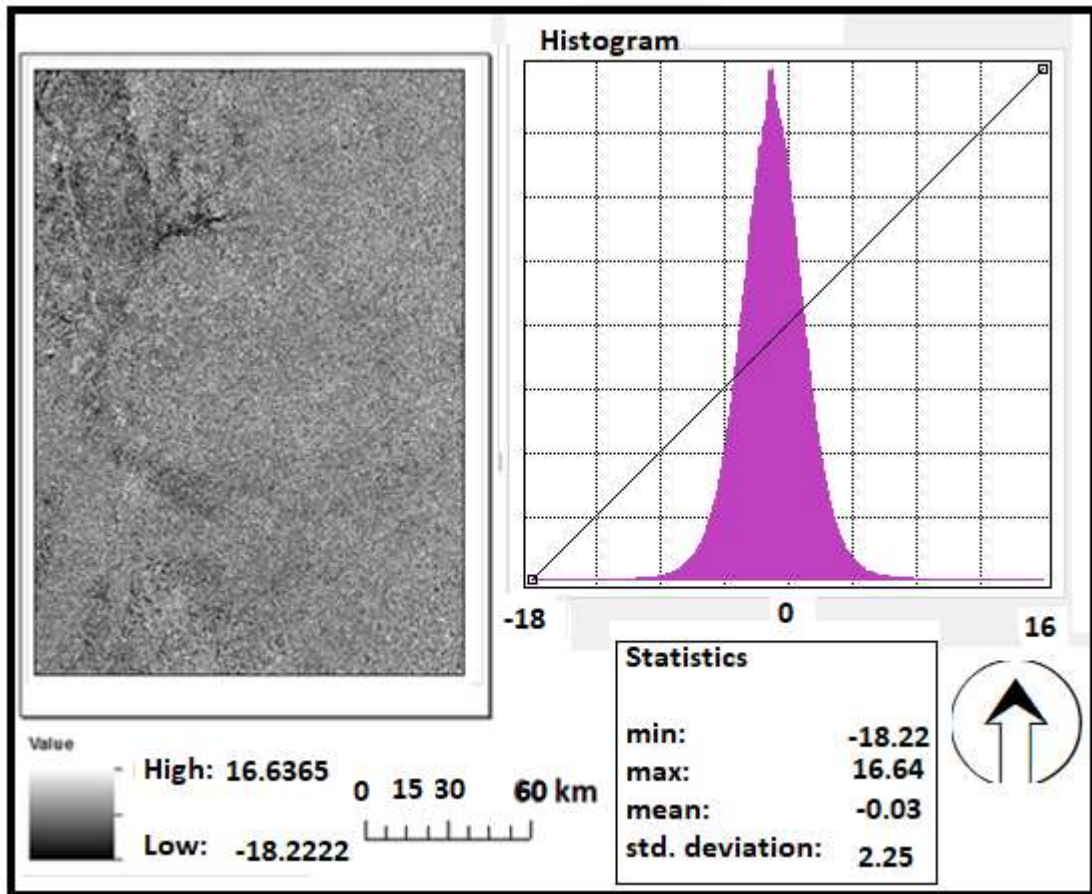 Histogram
-18 0 16
Statistics
min: -18.22
max: 16.64
mean: -0.03
std. deviation: 2.25
Value
High: 16.6365
Low: -18.2222
0 15 30 60 km